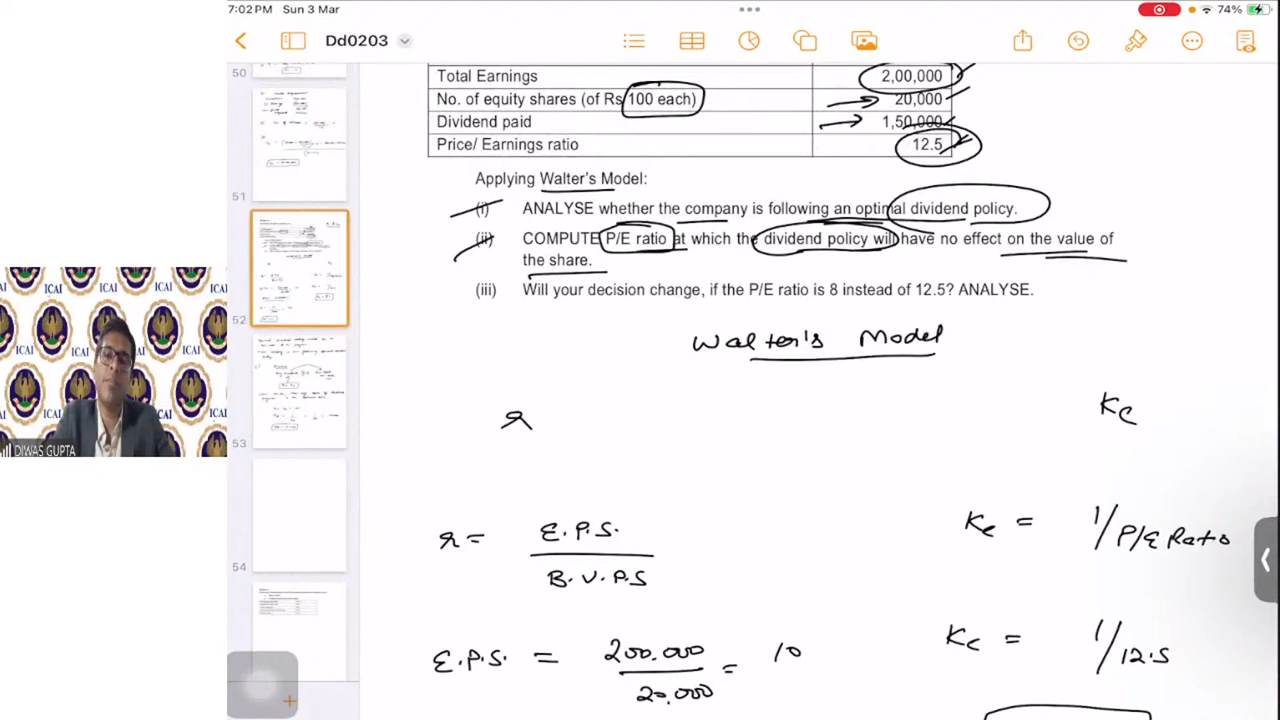 7:02 PM Sun 3 Mar
74%
Dd0203
50
51
52
53
54
Total Earnings 2,00,000
No. of equity shares (of Rs 100 each) 20,000
Dividend paid 1,50,000
Price/ Earnings ratio 12.5
Applying Walter's Model:
(i) ANALYSE whether the company is following an optimal dividend policy.
(ii) COMPUTE P/E ratio at which the dividend policy will have no effect on the value of
the share.
(iii) Will your decision change, if the P/E ratio is 8 instead of 12.5? ANALYSE.
Walter's Model
r Ke
r = E.P.S. / B.V.P.S Ke = 1/P/E Ratio
E.P.S. = 200.000 / 20.000 = 10 Ke = 1/12.5
ICAI ICAI
DIWAS GUPTA